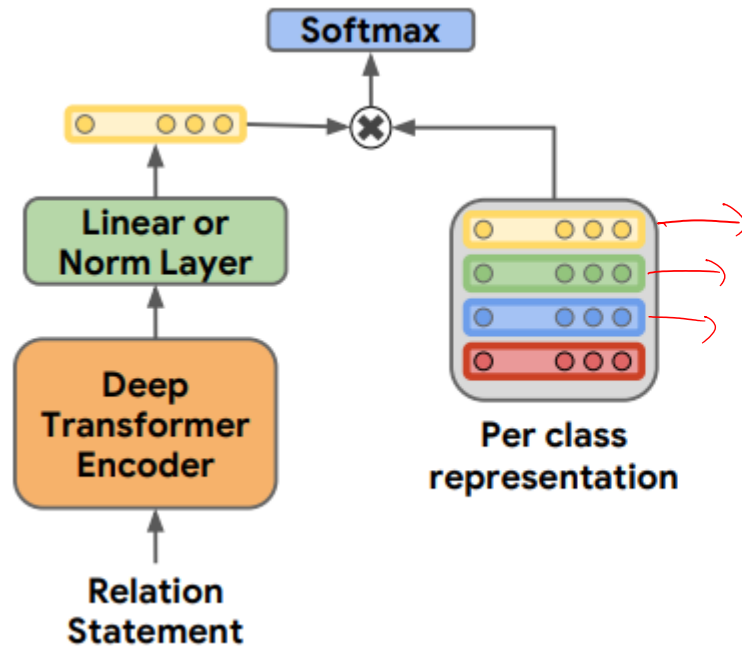 Softmax
Linear or
Norm Layer
Deep
Transformer
Encoder
Per class
representation
Relation
Statement